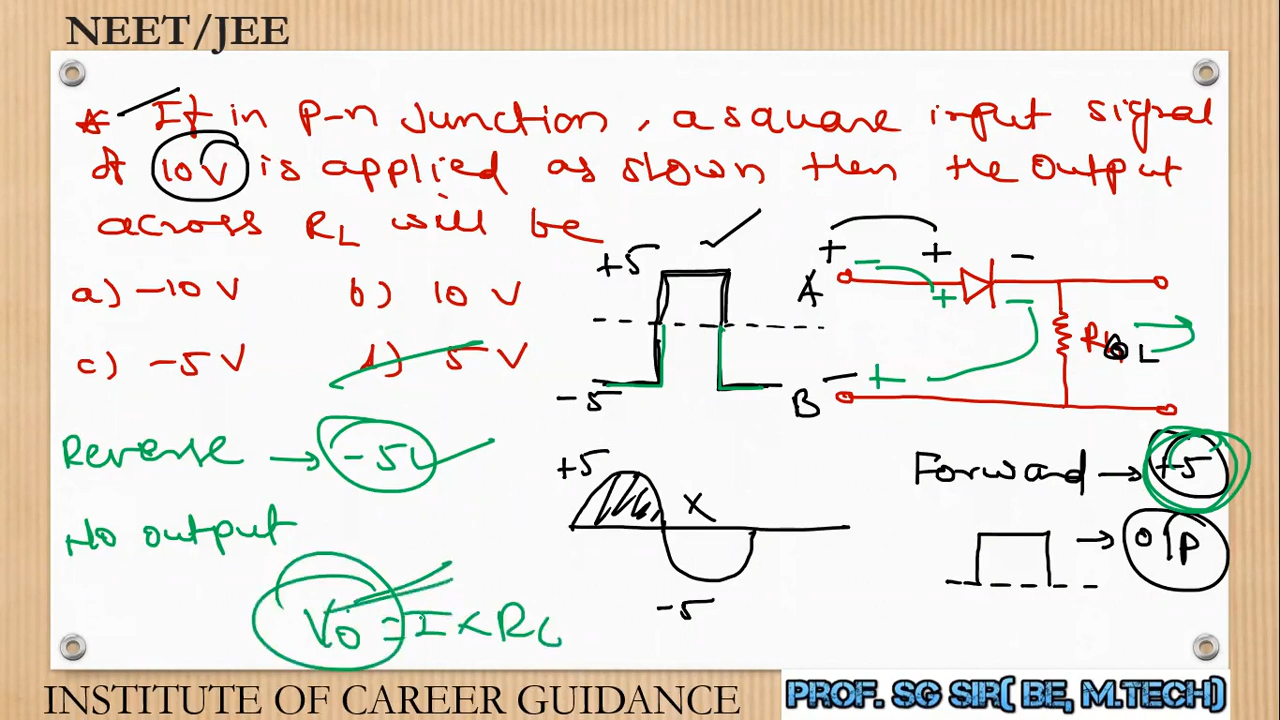 NEET/JEE
* If in P-n Junction, a square input signal
of 10V is applied as shown then the output
across RL will be
a) -10 V b) 10 V
c) -5 V d) 5 V
+5
-5
+ + -
A
- + -
RL
+ -
B
Reverse → -5V
No output
Vo = I × RL
+5
X
-5
Forward → +5
→ O/P
INSTITUTE OF CAREER GUIDANCE
PROF. SG SIR( BE, M.TECH)